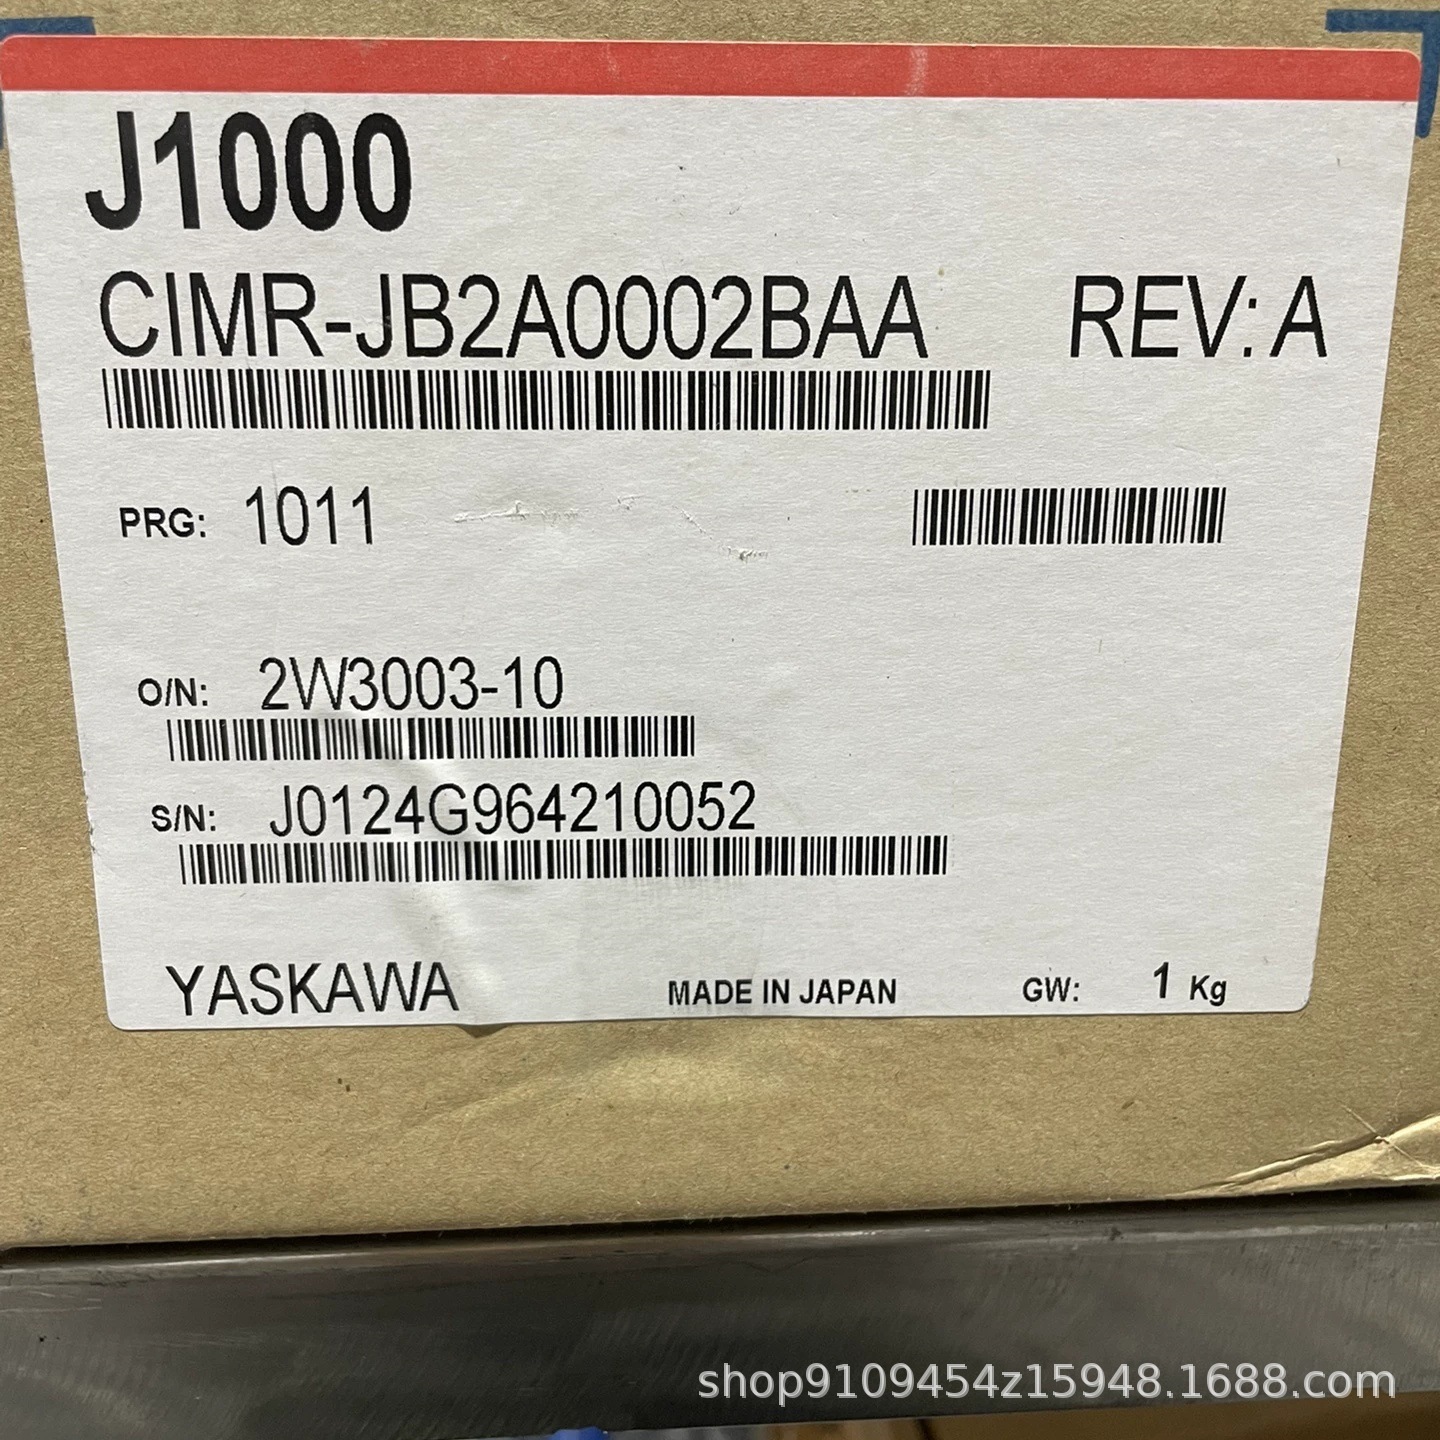 J1000
CIMR-JB2A0002BAA REV: A
PRG: 1011
O/N: 2W3003-10
S/N: J0124G964210052
YASKAWA MADE IN JAPAN GW: 1 Kg
shop9109454z15948.1688.com